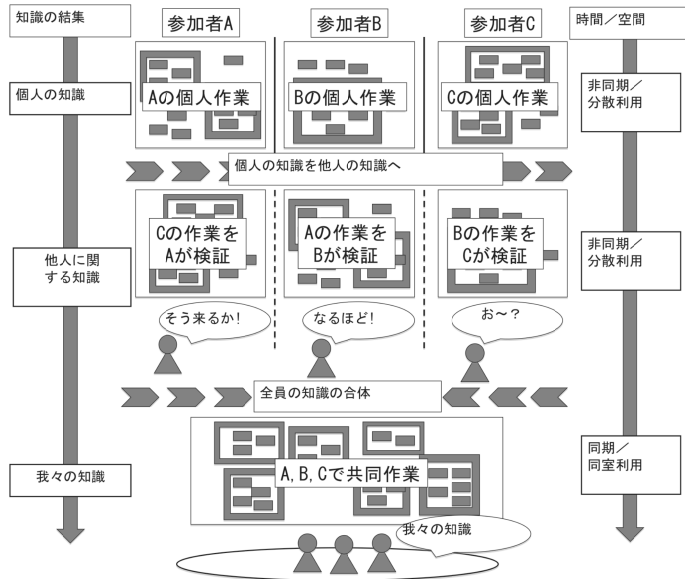 知識の結集
参加者A
参加者B
参加者C
時間／空間
個人の知識
Aの個人作業
Bの個人作業
Cの個人作業
非同期／
分散利用
個人の知識を他人の知識へ
他人に関
する知識
Cの作業を
Aが検証
Aの作業を
Bが検証
Bの作業を
Cが検証
非同期／
分散利用
そう来るか！
なるほど！
お～？
全員の知識の合体
我々の知識
A,B,Cで共同作業
同期／
同室利用
我々の知識